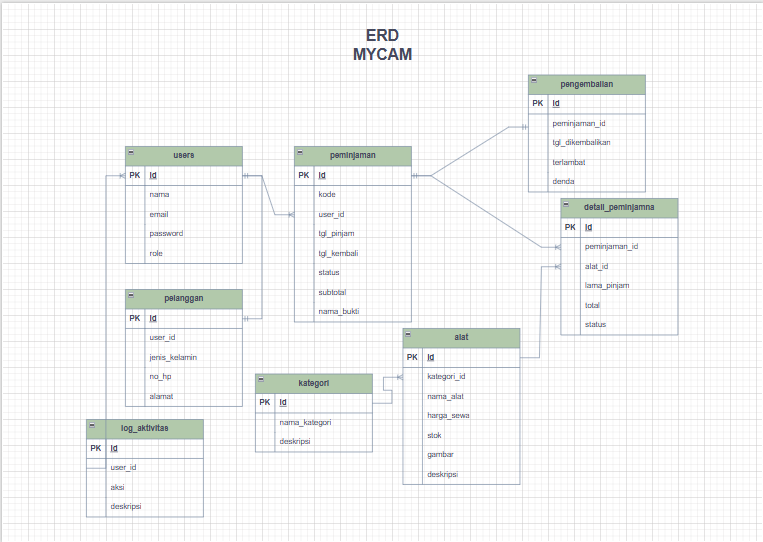 ERD
MYCAM
pengembalian
PK id
peminjaman_id
tgl_dikembalikan
terlambat
denda
users
PK id
nama
email
password
role
peminjaman
PK id
kode
user_id
tgl_pinjam
tgl_kembali
status
subtotal
nama_bukti
detail_peminjamna
PK id
peminjaman_id
alat_id
lama_pinjam
total
status
pelanggan
PK id
user_id
jenis_kelamin
no_hp
alamat
alat
PK id
kategori_id
nama_alat
harga_sewa
stok
gambar
deskripsi
kategori
PK id
nama_kategori
deskripsi
log_aktivitas
PK id
user_id
aksi
deskripsi